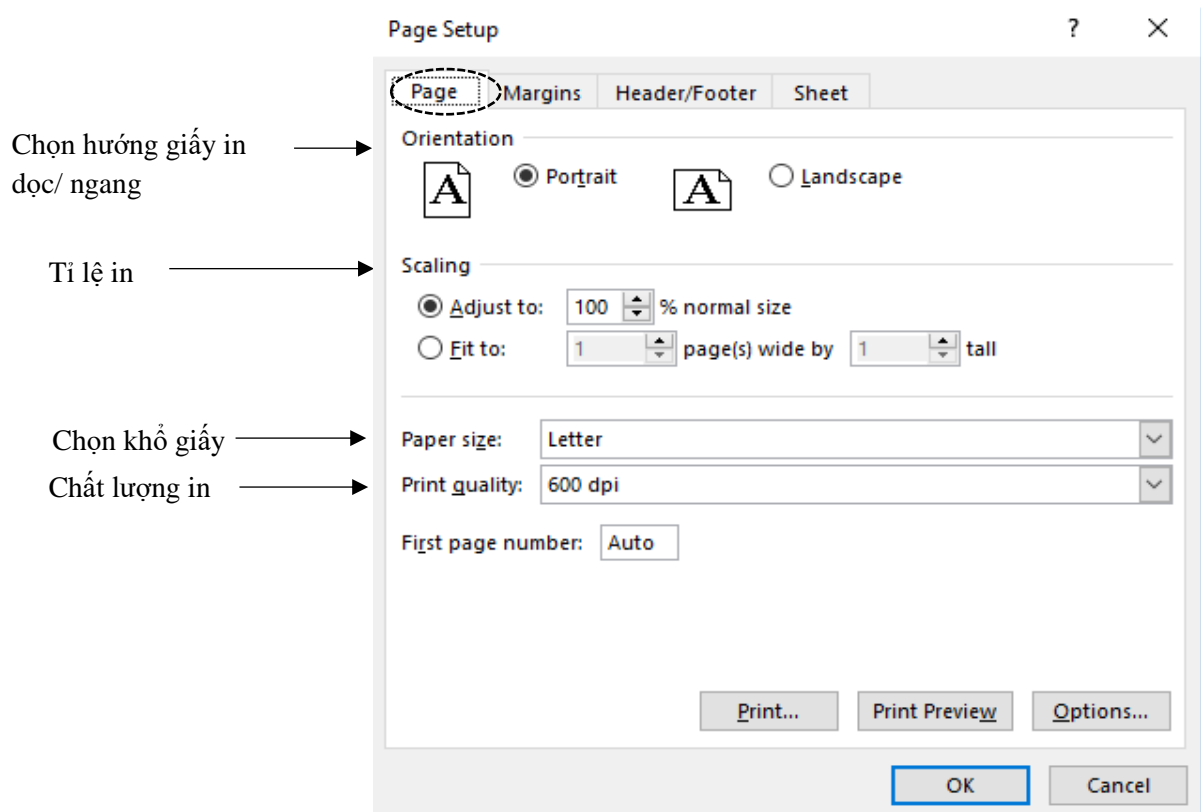 Page Setup ?
Page Margins Header/Footer Sheet
Chọn hướng giấy in
dọc/ ngang
Orientation
A Portrait A Landscape
Tỉ lệ in
Scaling
Adjust to: 100 % normal size
Fit to: 1 page(s) wide by 1 tall
Chọn khổ giấy
Paper size: Letter
Chất lượng in
Print quality: 600 dpi
First page number: Auto
Print... Print Preview Options...
OK Cancel